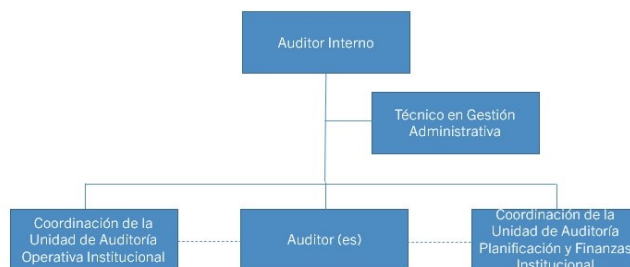 Auditor Interno
Técnico en Gestión
Administrativa
Coordinación de la
Unidad de Auditoría
Operativa Institucional
Auditor (es)
Coordinación de la
Unidad de Auditoría
Planificación y Finanzas
Institucional